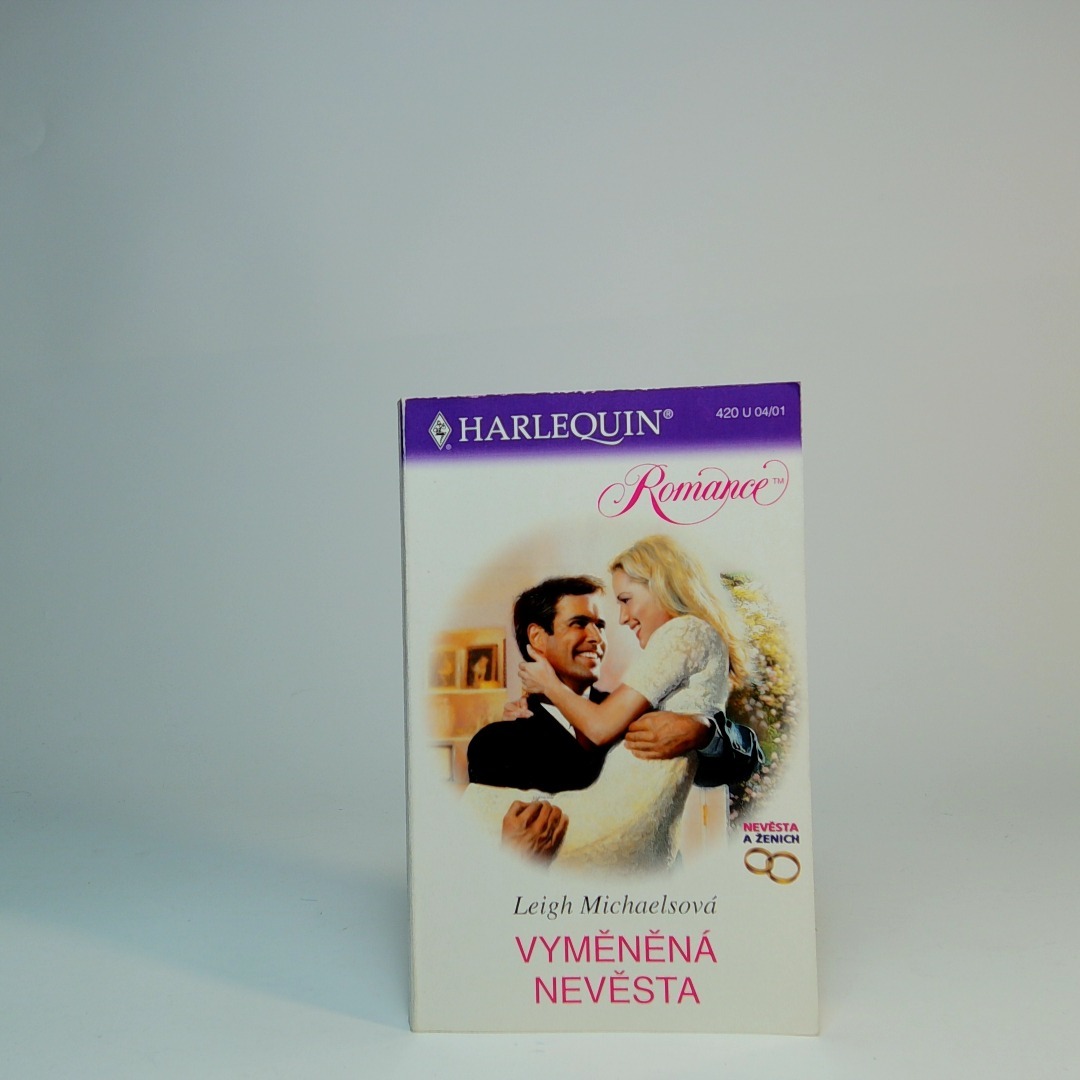 HARLEQUIN®
420 U 04/01
Romance™
NEVĚSTA
A ŽENICH
Leigh Michaelsová
VYMĚNĚNÁ
NEVĚSTA